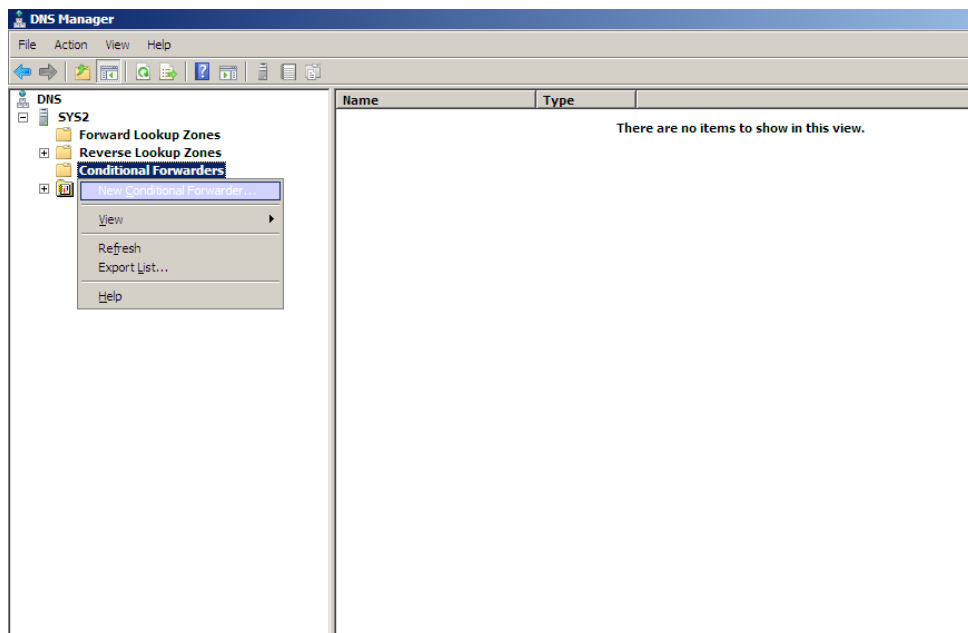 DNS Manager
File Action View Help
DNS
Name Type
SYS2
There are no items to show in this view.
Forward Lookup Zones
Reverse Lookup Zones
Conditional Forwarders
New Conditional Forwarder...
View
Refresh
Export List...
Help